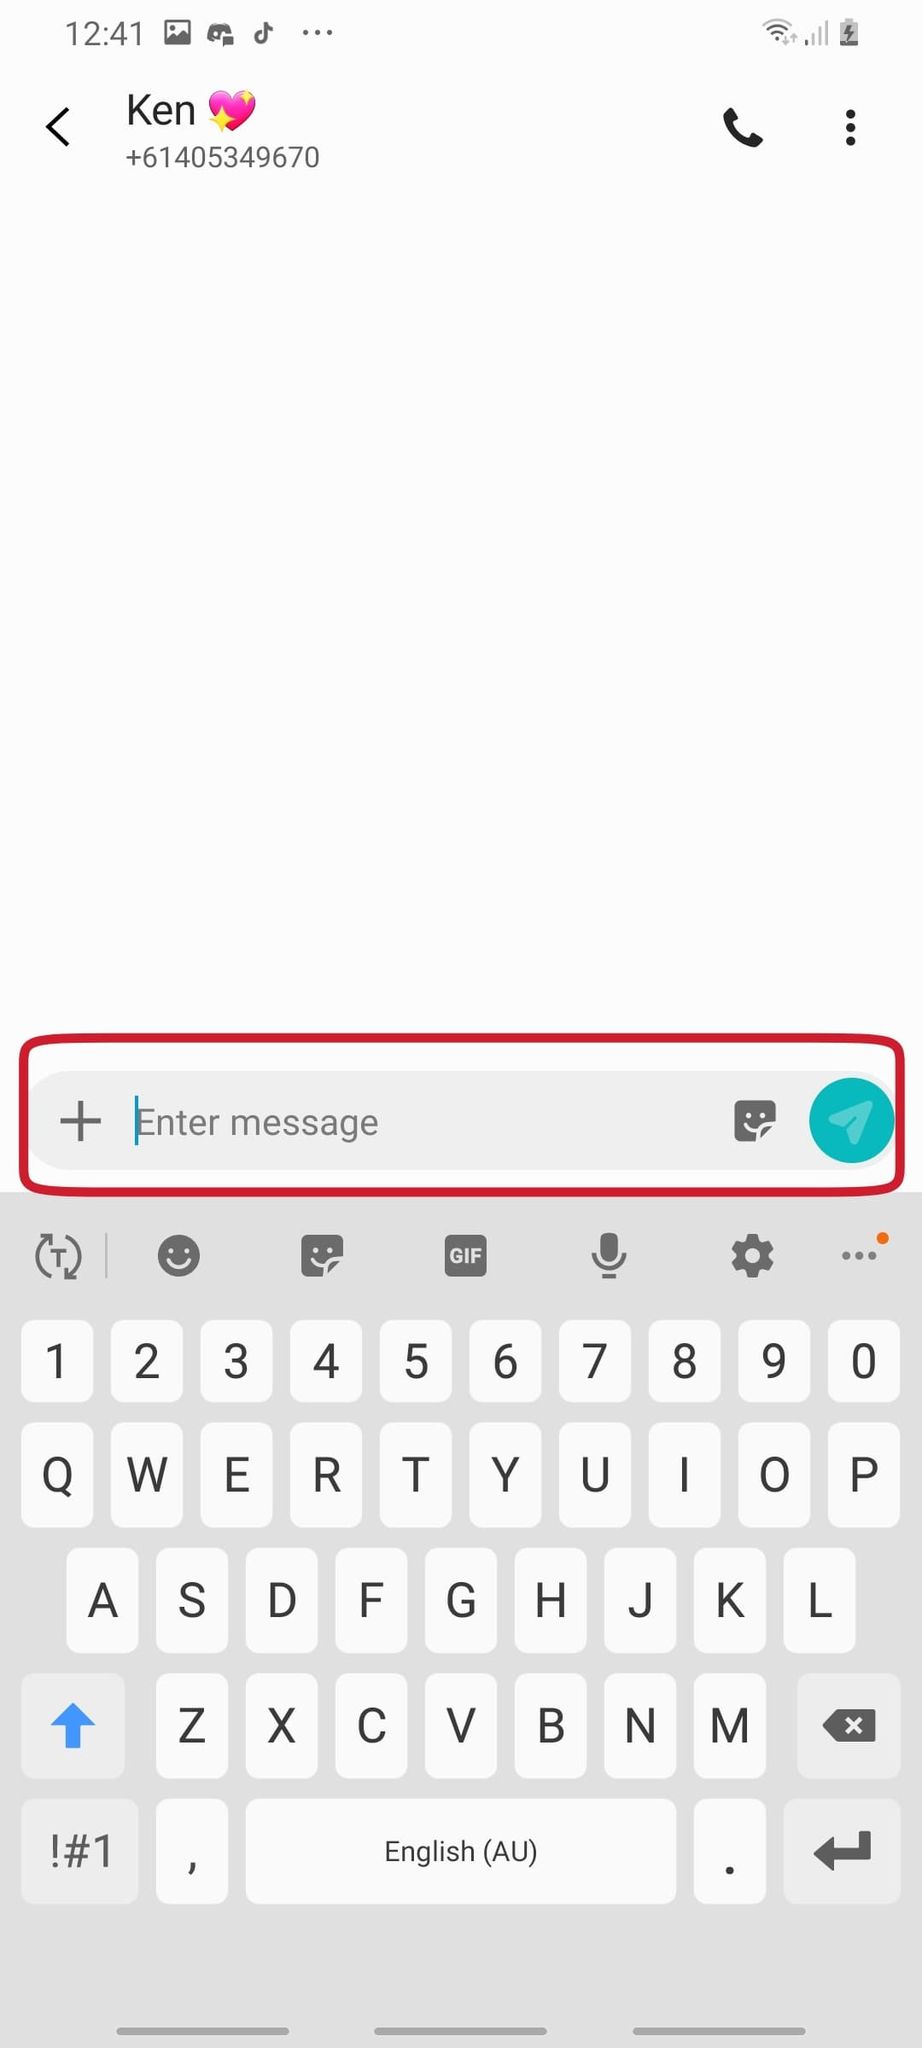 12:41
Ken 💖
+61405349670
Enter message
T
GIF
1 2 3 4 5 6 7 8 9 0
Q W E R T Y U I O P
A S D F G H J K L
Z X C V B N M
!#1 , English (AU) .